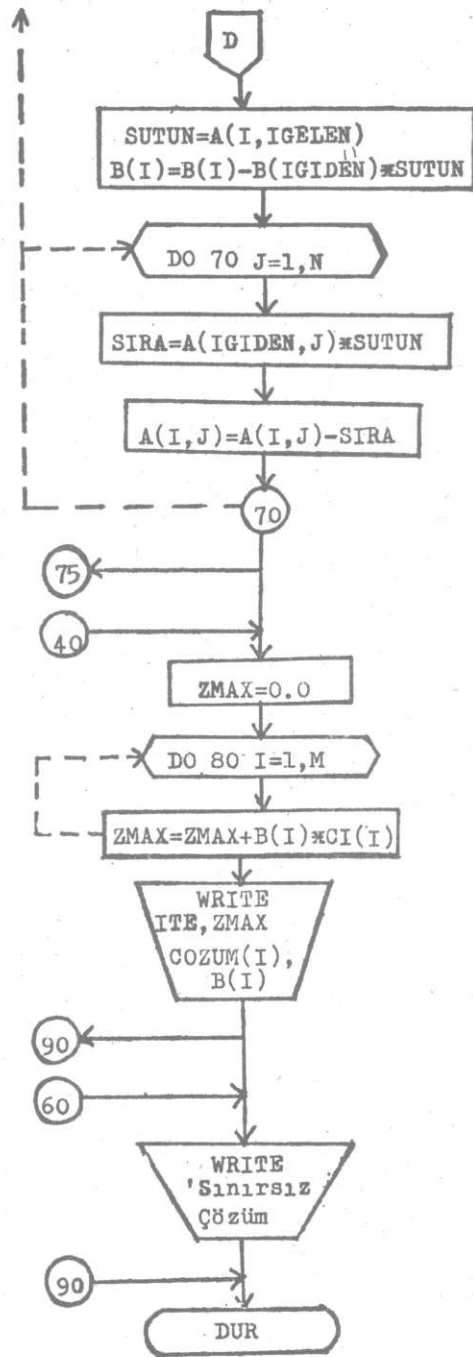 D
SUTUN=A(I,IGELEN)
B(I)=B(I)-B(IGIDEN)*SUTUN
DO 70 J=1,N
SIRA=A(IGIDEN,J)*SUTUN
A(I,J)=A(I,J)-SIRA
70
75
40
ZMAX=0.0
DO 80 I=1,M
ZMAX=ZMAX+B(I)*CI(I)
WRITE
ITE,ZMAX
COZUM(I),
B(I)
90
60
WRITE
'Sınırsız
Çözüm
90
DUR